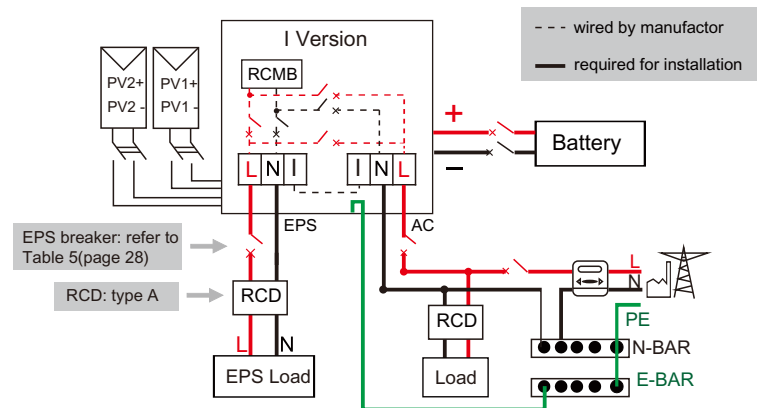 I Version
wired by manufactor
required for installation
RCMB
PV2+
PV2 -
PV1+
PV1 -
+
−
Battery
L N I
I N L
EPS
AC
EPS breaker: refer to
Table 5(page 28)
RCD: type A
RCD
RCD
L
N
L
N
PE
N-BAR
E-BAR
EPS Load
Load